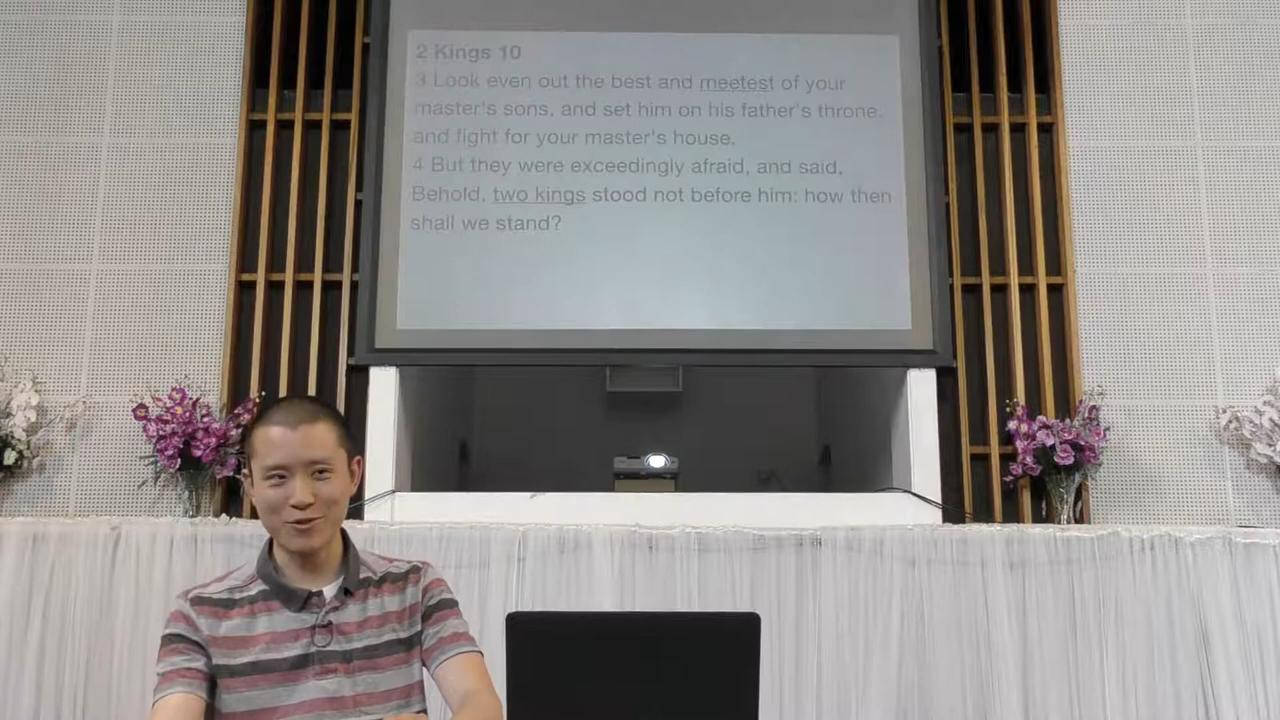 2 Kings 10
3 Look even out the best and meetest of your
master's sons, and set him on his father's throne,
and fight for your master's house.
4 But they were exceedingly afraid, and said,
Behold, two kings stood not before him: how then
shall we stand?